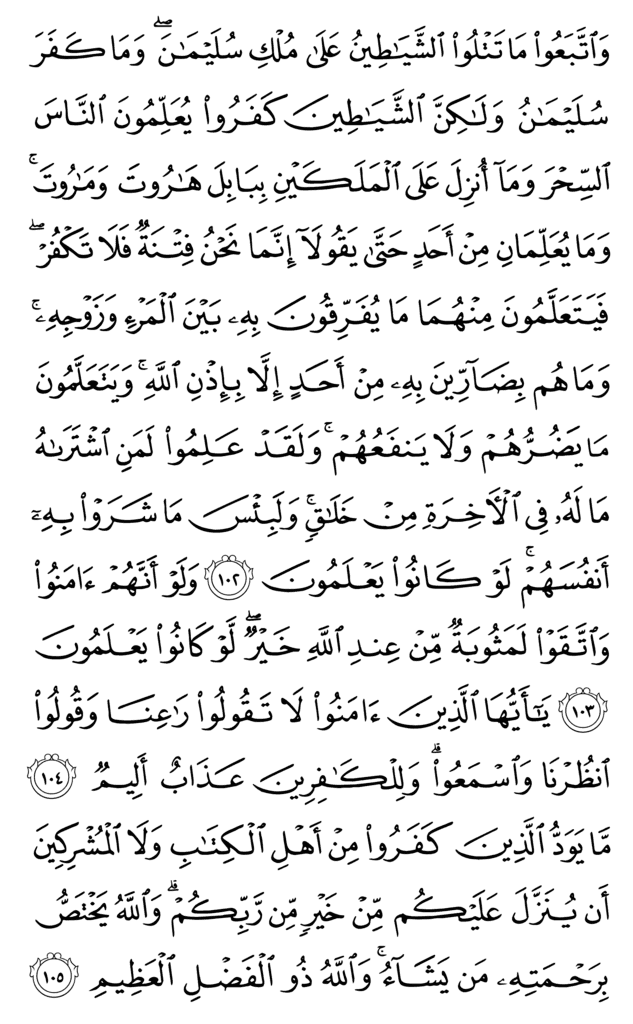 وَٱتَّبَعُوا۟ مَا تَتْلُوا۟ ٱلشَّيَـٰطِينُ عَلَىٰ مُلْكِ سُلَيْمَـٰنَ ۖ وَمَا كَفَرَ
سُلَيْمَـٰنُ وَلَـٰكِنَّ ٱلشَّيَـٰطِينَ كَفَرُوا۟ يُعَلِّمُونَ ٱلنَّاسَ
ٱلسِّحْرَ وَمَآ أُنزِلَ عَلَى ٱلْمَلَكَيْنِ بِبَابِلَ هَـٰرُوتَ وَمَـٰرُوتَ ۚ
وَمَا يُعَلِّمَانِ مِنْ أَحَدٍ حَتَّىٰ يَقُولَآ إِنَّمَا نَحْنُ فِتْنَةٌ فَلَا تَكْفُرْ ۖ
فَيَتَعَلَّمُونَ مِنْهُمَا مَا يُفَرِّقُونَ بِهِۦ بَيْنَ ٱلْمَرْءِ وَزَوْجِهِۦ ۚ
وَمَا هُم بِضَآرِّينَ بِهِۦ مِنْ أَحَدٍ إِلَّا بِإِذْنِ ٱللَّهِ ۚ وَيَتَعَلَّمُونَ
مَا يَضُرُّهُمْ وَلَا يَنفَعُهُمْ ۚ وَلَقَدْ عَلِمُوا۟ لَمَنِ ٱشْتَرَىٰهُ
مَا لَهُۥ فِى ٱلْـَٔاخِرَةِ مِنْ خَلَـٰقٍ ۚ وَلَبِئْسَ مَا شَرَوْا۟ بِهِۦٓ
أَنفُسَهُمْ ۚ لَوْ كَانُوا۟ يَعْلَمُونَ ١٠٢ وَلَوْ أَنَّهُمْ ءَامَنُوا۟
وَٱتَّقَوْا۟ لَمَثُوبَةٌ مِّنْ عِندِ ٱللَّهِ خَيْرٌ ۖ لَّوْ كَانُوا۟ يَعْلَمُونَ
١٠٣ يَـٰٓأَيُّهَا ٱلَّذِينَ ءَامَنُوا۟ لَا تَقُولُوا۟ رَٰعِنَا وَقُولُوا۟
ٱنظُرْنَا وَٱسْمَعُوا۟ ۗ وَلِلْكَـٰفِرِينَ عَذَابٌ أَلِيمٌ ١٠٤
مَّا يَوَدُّ ٱلَّذِينَ كَفَرُوا۟ مِنْ أَهْلِ ٱلْكِتَـٰبِ وَلَا ٱلْمُشْرِكِينَ
أَن يُنَزَّلَ عَلَيْكُم مِّنْ خَيْرٍ مِّن رَّبِّكُمْ ۗ وَٱللَّهُ يَخْتَصُّ
بِرَحْمَتِهِۦ مَن يَشَآءُ ۚ وَٱللَّهُ ذُو ٱلْفَضْلِ ٱلْعَظِيمِ ١٠٥